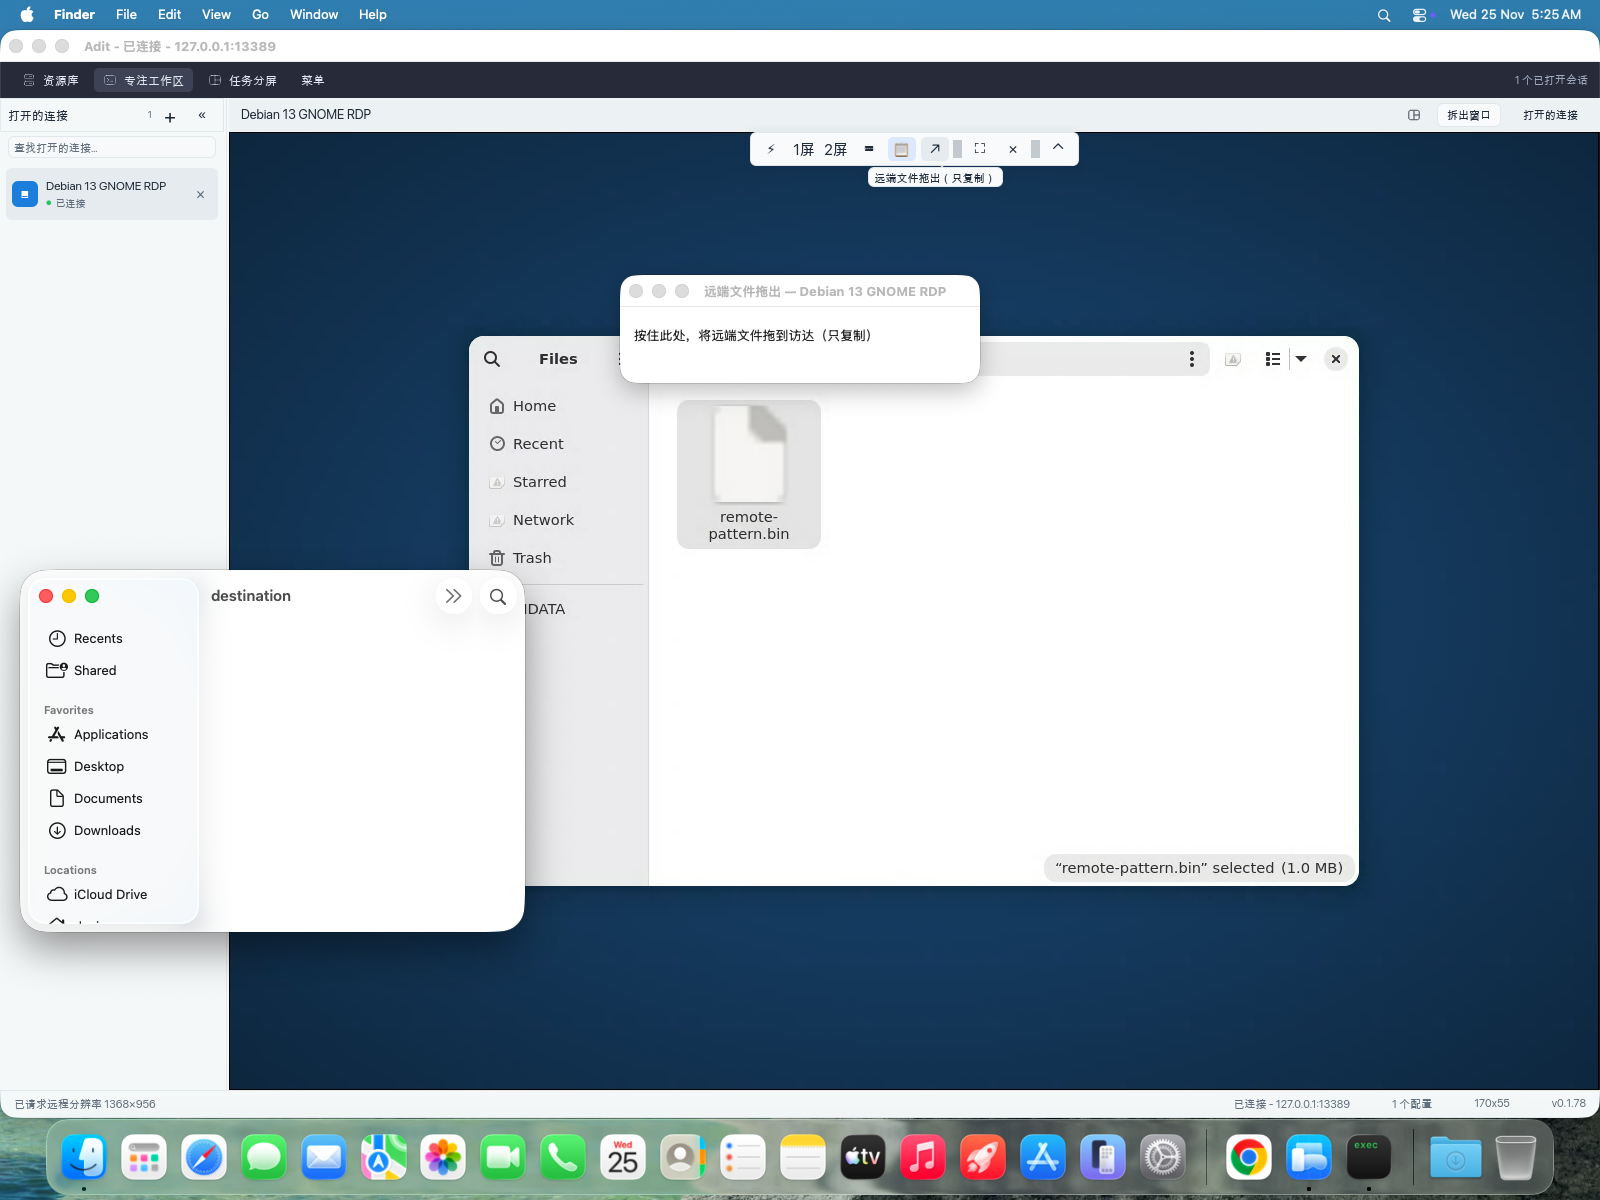 Finder File Edit View Go Window Help
Wed 25 Nov 5:25 AM
Adit - 已连接 - 127.0.0.1:13389
资源库 专注工作区 任务分屏 菜单
1 个已打开会话
打开的连接 1
Debian 13 GNOME RDP
拆出窗口 打开的连接
查找打开的连接...
1屏 2屏
远端文件拖出（只复制）
Debian 13 GNOME RDP
已连接
远端文件拖出 — Debian 13 GNOME RDP
按住此处，将远端文件拖到访达（只复制）
Files
Home
Recent
Starred
Network
Trash
IDATA
remote-
pattern.bin
“remote-pattern.bin” selected (1.0 MB)
destination
Recents
Shared
Favorites
Applications
Desktop
Documents
Downloads
Locations
iCloud Drive
已请求远程分辨率 1368×956
已连接 - 127.0.0.1:13389
1 个配置
170x55
v0.1.78
Wed
25
tv
exec